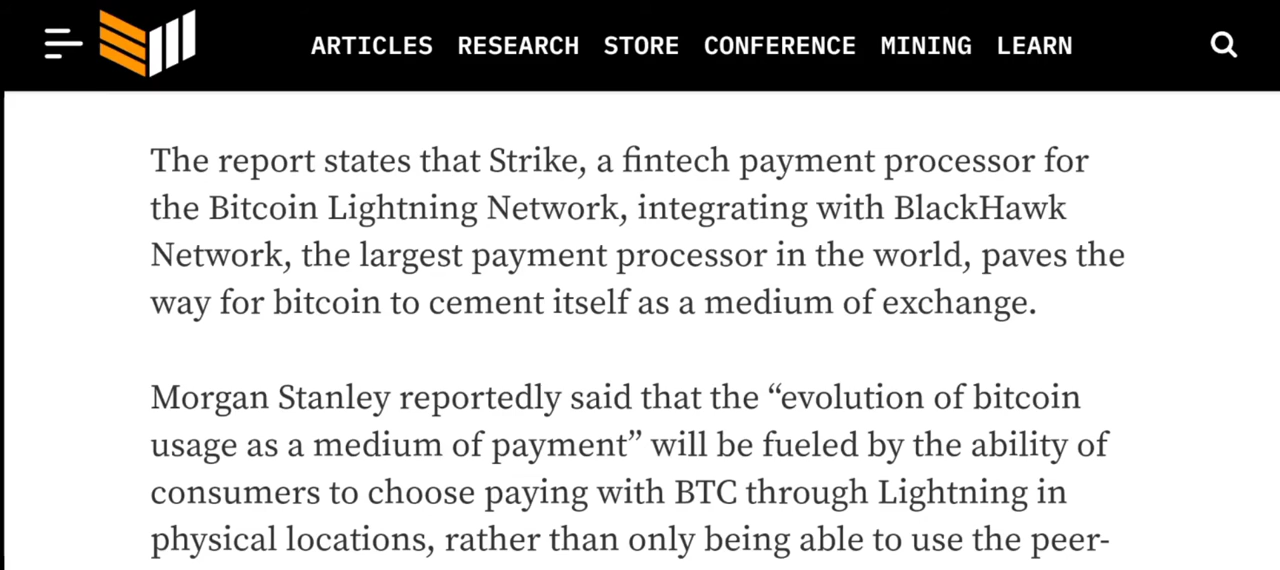 ARTICLES RESEARCH STORE CONFERENCE MINING LEARN
The report states that Strike, a fintech payment processor for
the Bitcoin Lightning Network, integrating with BlackHawk
Network, the largest payment processor in the world, paves the
way for bitcoin to cement itself as a medium of exchange.
Morgan Stanley reportedly said that the “evolution of bitcoin
usage as a medium of payment” will be fueled by the ability of
consumers to choose paying with BTC through Lightning in
physical locations, rather than only being able to use the peer-